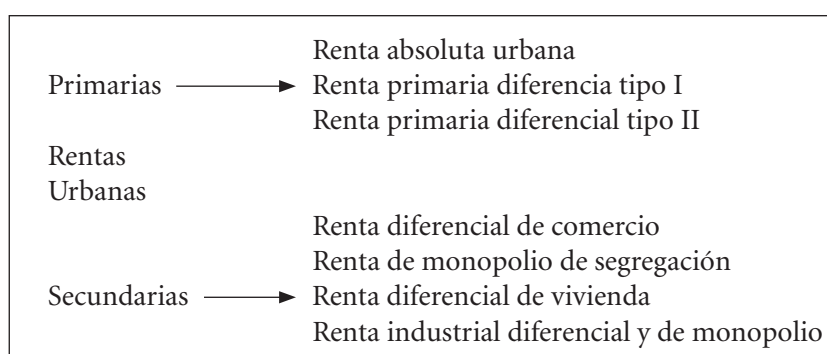 Renta absoluta urbana
Primarias Renta primaria diferencia tipo I
Renta primaria diferencial tipo II
Rentas
Urbanas
Renta diferencial de comercio
Renta de monopolio de segregación
Secundarias Renta diferencial de vivienda
Renta industrial diferencial y de monopolio